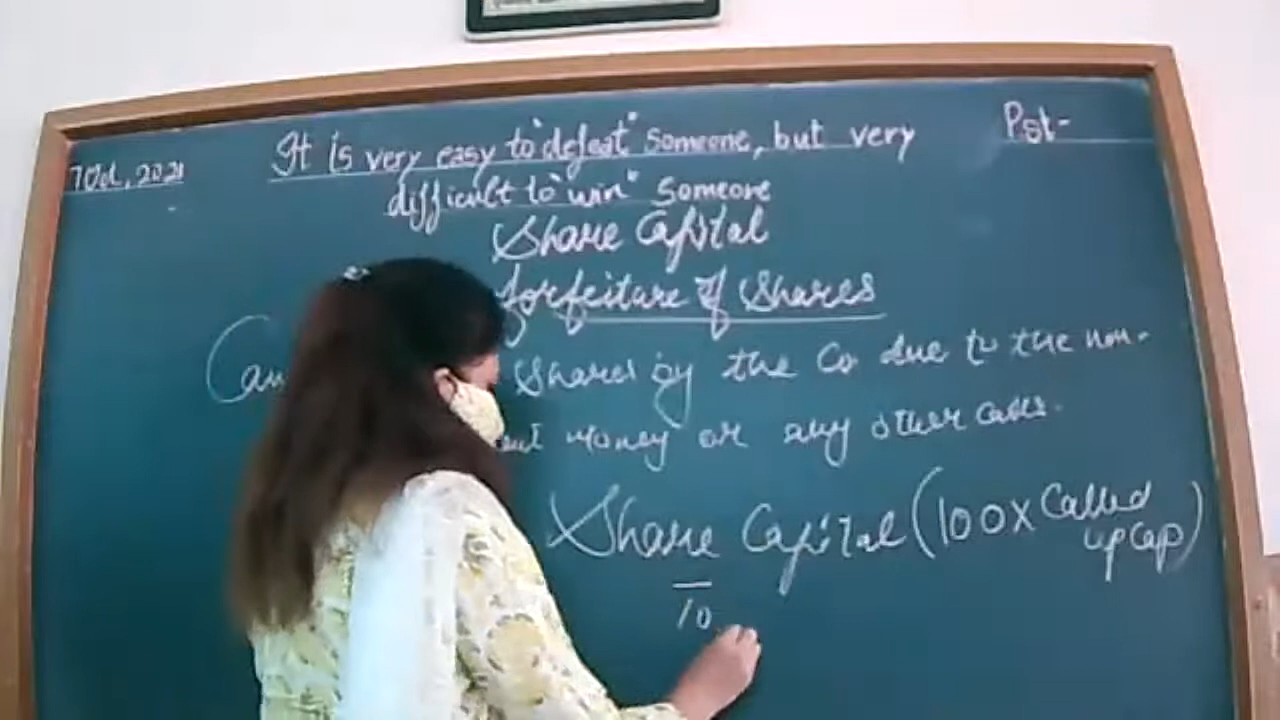 7 Oct, 2021
It is very easy to "defeat" someone, but very
difficult to "win" someone
Pst-
Share Capital
Forfeiture of Shares
Can
Shares by the Co due to the non-
money or any other calls.
Share Capital (100 x Called
up cap)
10